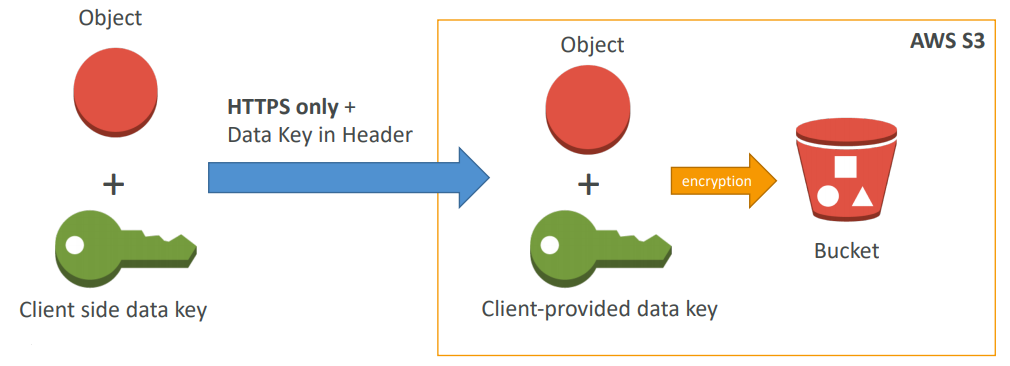 Object
+
Client side data key
HTTPS only +
Data Key in Header
AWS S3
Object
+
Client-provided data key
encryption
Bucket